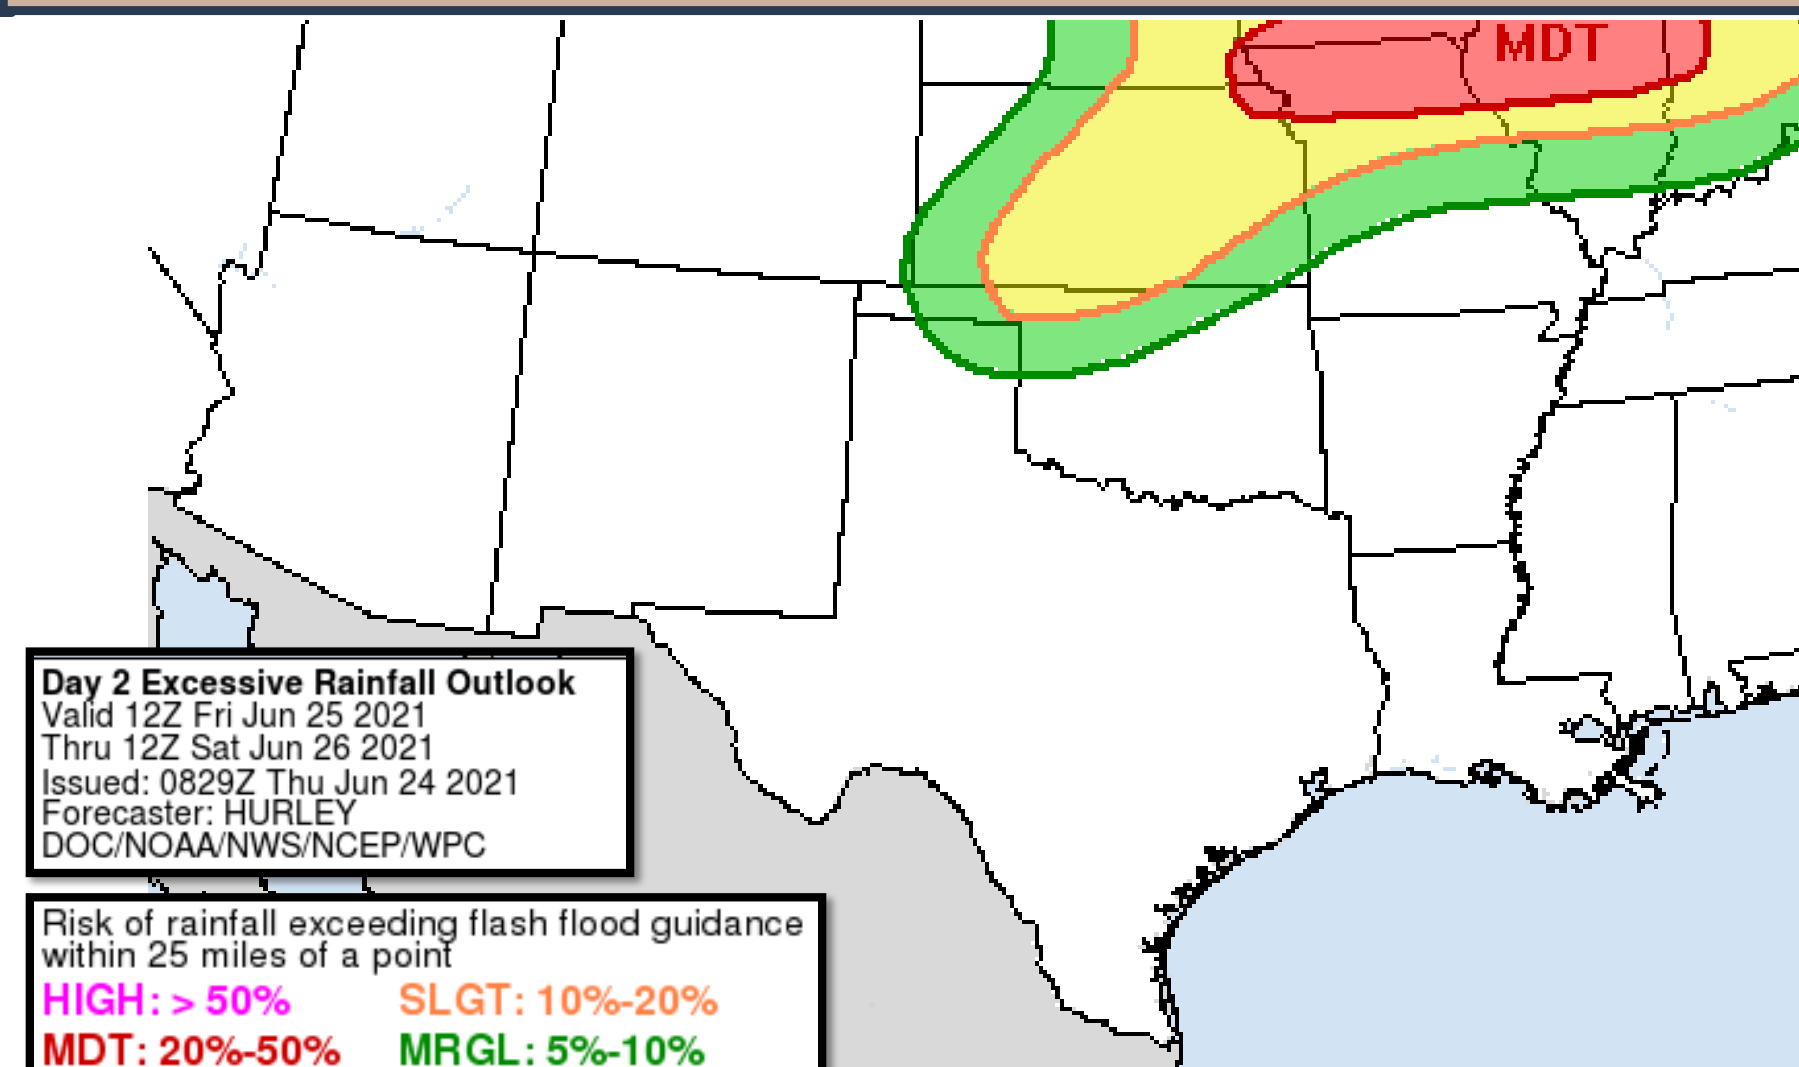 MDT
Day 2 Excessive Rainfall Outlook
Valid 12Z Fri Jun 25 2021
Thru 12Z Sat Jun 26 2021
Issued: 0829Z Thu Jun 24 2021
Forecaster: HURLEY
DOC/NOAA/NWS/NCEP/WPC
Risk of rainfall exceeding flash flood guidance
within 25 miles of a point
HIGH: > 50% SLGT: 10%-20%
MDT: 20%-50% MRGL: 5%-10%